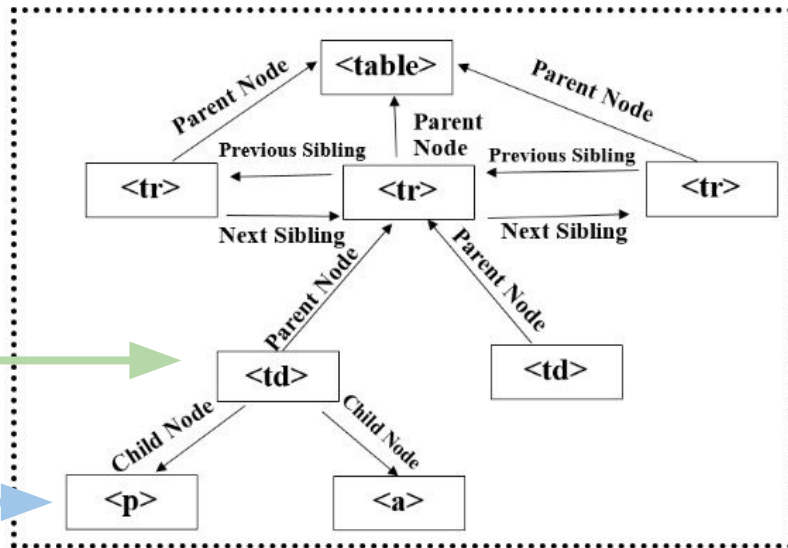 <table>
Parent Node
Parent Node
Parent
Node
Previous Sibling
Previous Sibling
<tr>
<tr>
<tr>
Next Sibling
Next Sibling
Parent Node
Parent Node
<td>
<td>
Child Node
Child Node
<p>
<a>